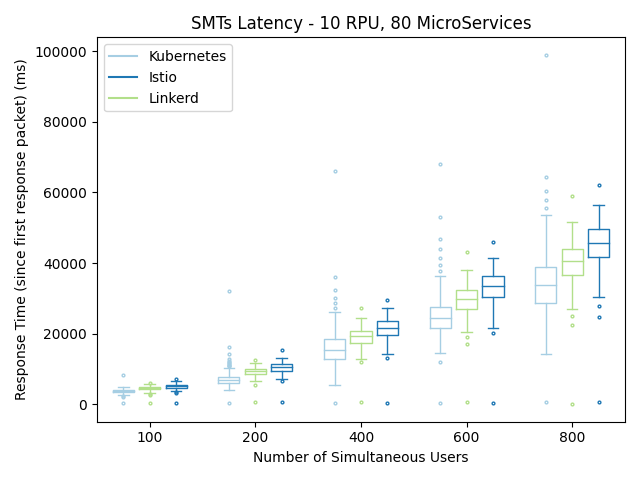 SMTs Latency - 10 RPU, 80 MicroServices
Kubernetes
Istio
Linkerd
Response Time (since first response packet) (ms)
100000
80000
60000
40000
20000
0
100 200 400 600 800
Number of Simultaneous Users